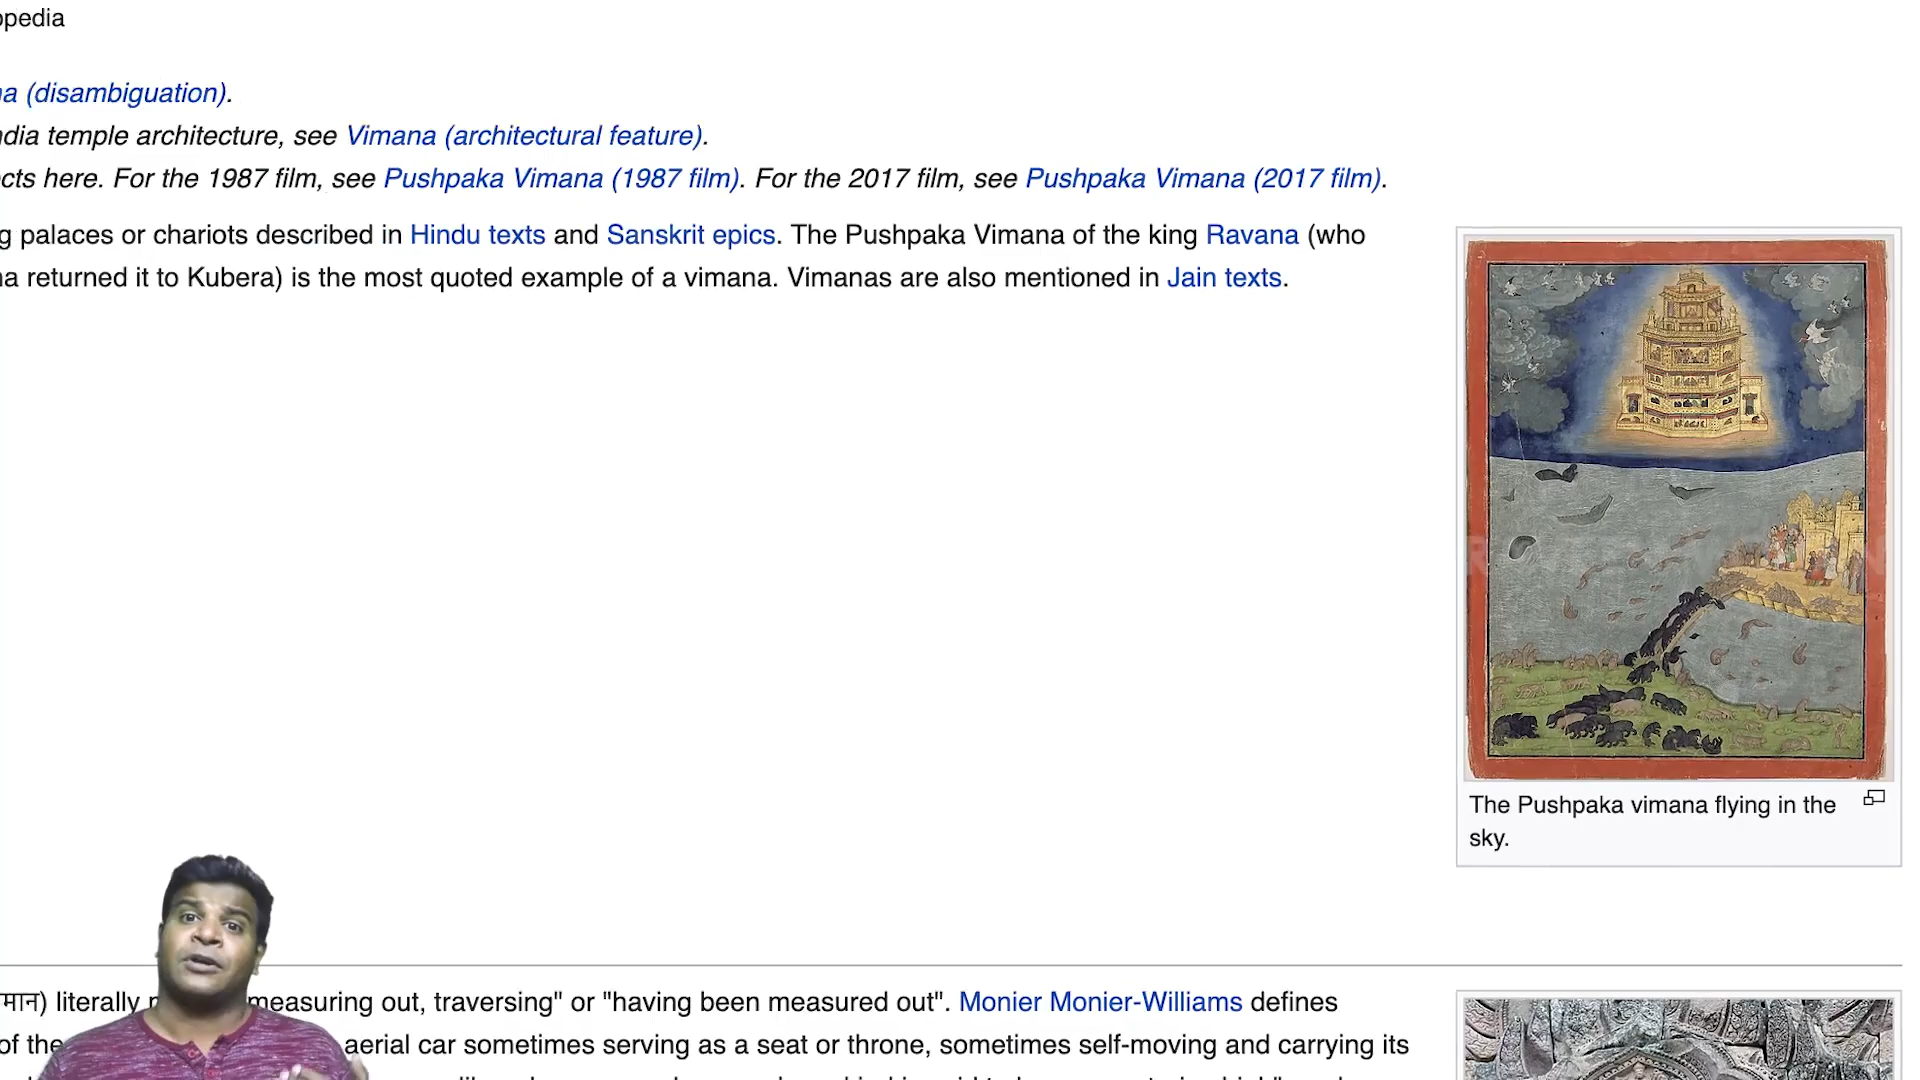 opedia
na (disambiguation).
ndia temple architecture, see Vimana (architectural feature).
cts here. For the 1987 film, see Pushpaka Vimana (1987 film). For the 2017 film, see Pushpaka Vimana (2017 film).
g palaces or chariots described in Hindu texts and Sanskrit epics. The Pushpaka Vimana of the king Ravana (who
na returned it to Kubera) is the most quoted example of a vimana. Vimanas are also mentioned in Jain texts.
The Pushpaka vimana flying in the
sky.
मान) literally measuring out, traversing" or "having been measured out". Monier Monier-Williams defines
of the aerial car sometimes serving as a seat or throne, sometimes self-moving and carrying its